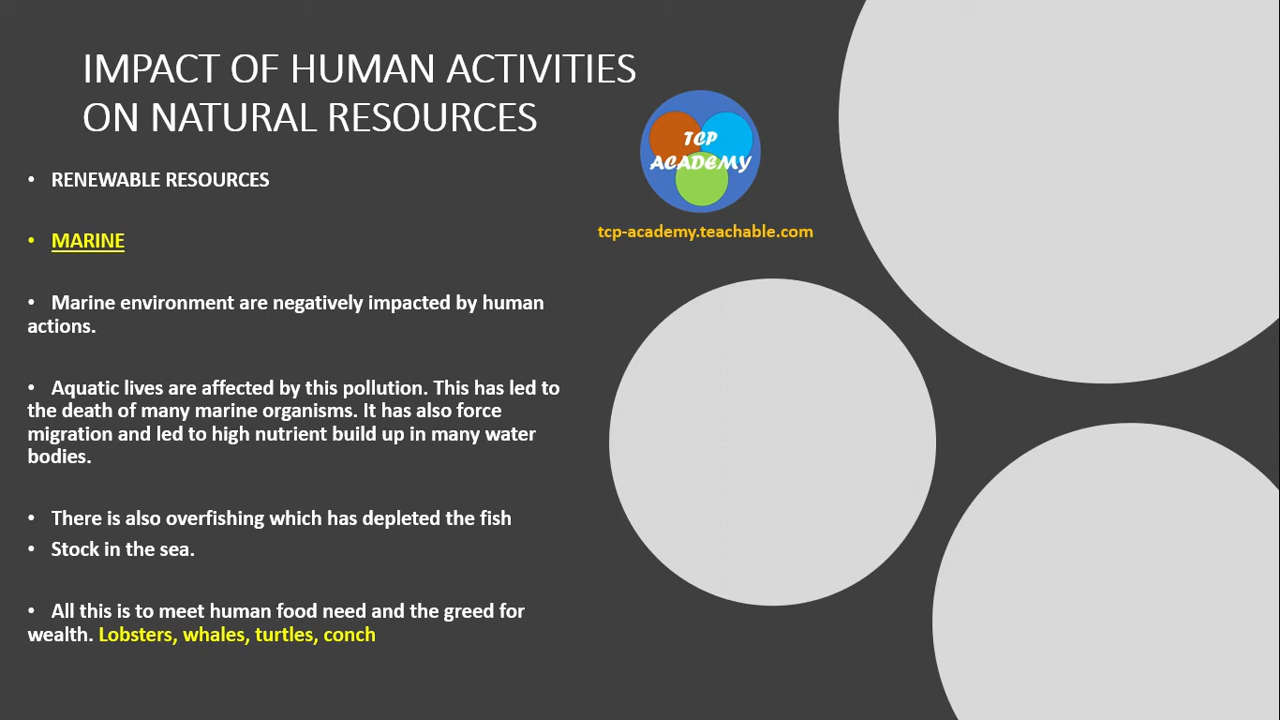 IMPACT OF HUMAN ACTIVITIES
ON NATURAL RESOURCES
TCP
ACADEMY
tcp-academy.teachable.com
• RENEWABLE RESOURCES
• MARINE
• Marine environment are negatively impacted by human
actions.
• Aquatic lives are affected by this pollution. This has led to
the death of many marine organisms. It has also force
migration and led to high nutrient build up in many water
bodies.
• There is also overfishing which has depleted the fish
• Stock in the sea.
• All this is to meet human food need and the greed for
wealth. Lobsters, whales, turtles, conch